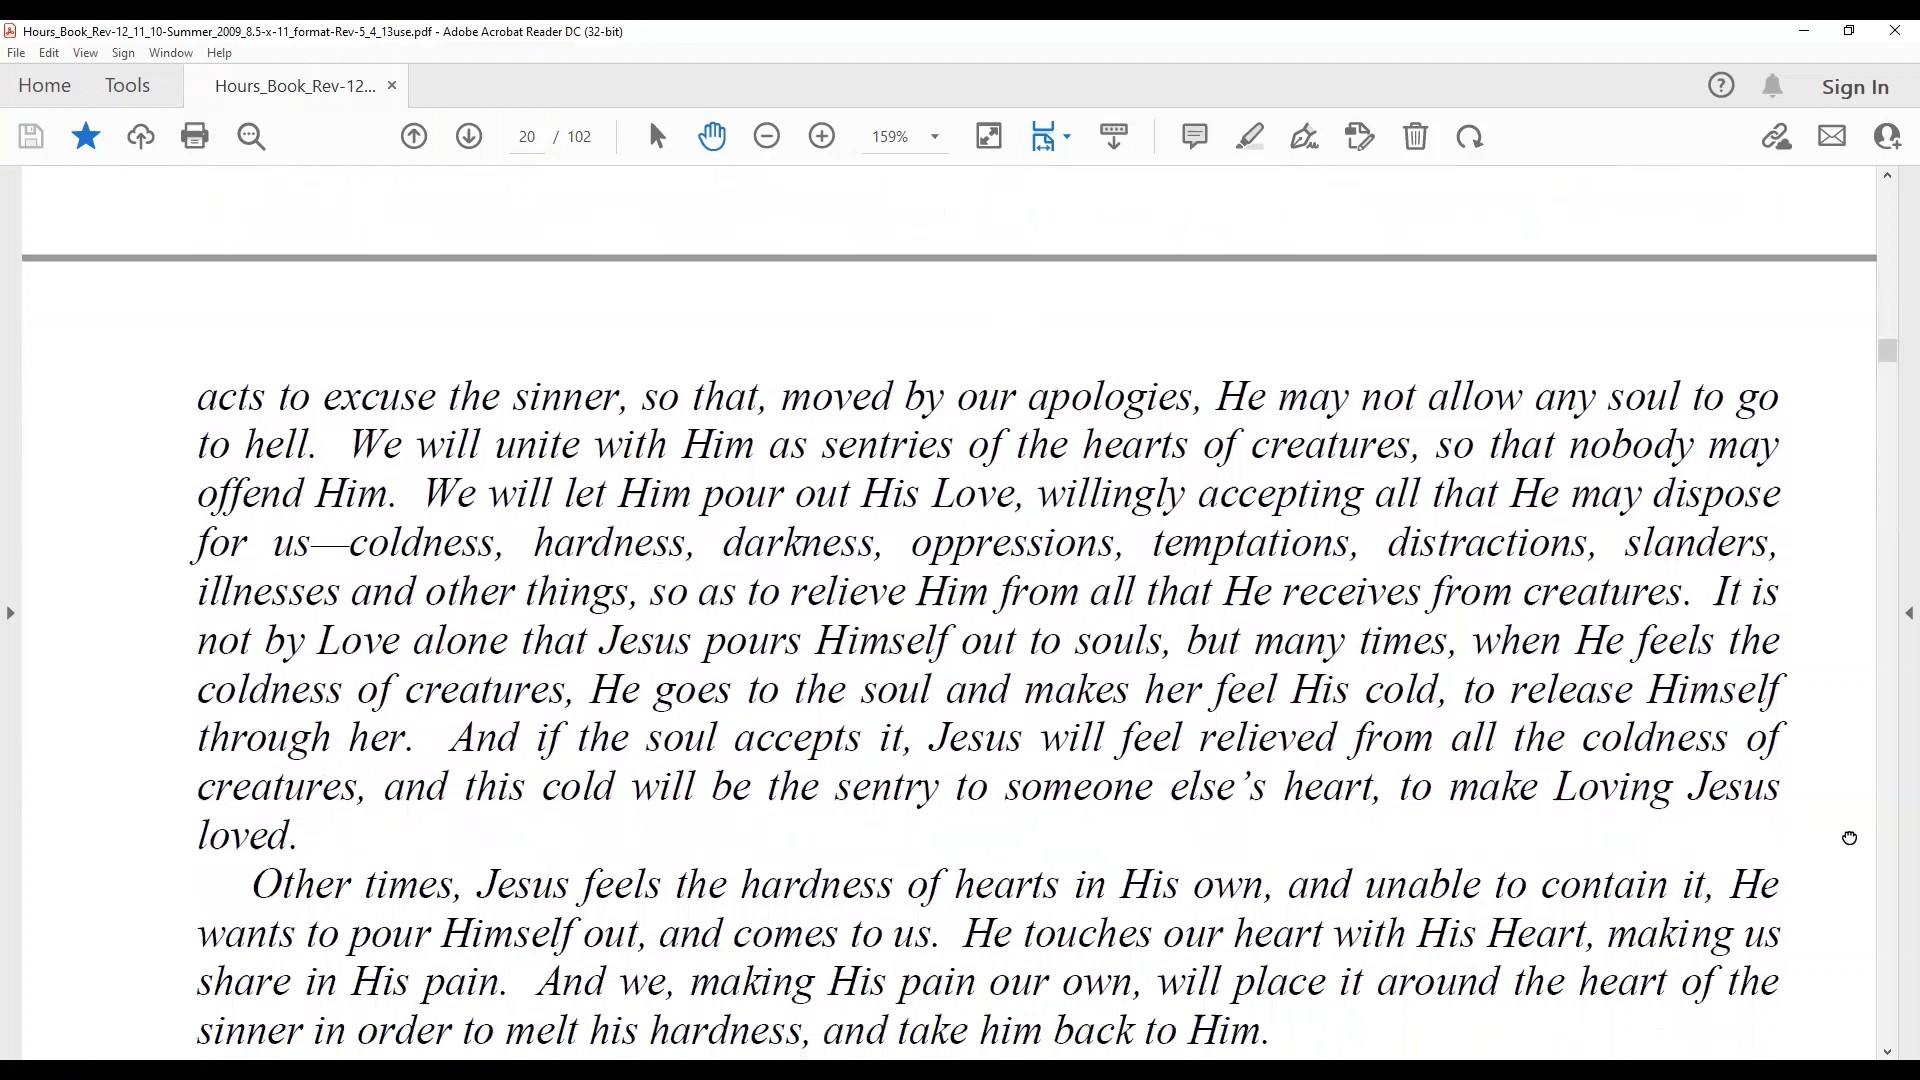 Hours_Book_Rev-12_11_10-Summer_2009_8.5-x-11_format-Rev-5_4_13use.pdf - Adobe Acrobat Reader DC (32-bit)
File Edit View Sign Window Help
Home Tools Hours_Book_Rev-12... × Sign In
20 / 102 159%
acts to excuse the sinner, so that, moved by our apologies, He may not allow any soul to go
to hell. We will unite with Him as sentries of the hearts of creatures, so that nobody may
offend Him. We will let Him pour out His Love, willingly accepting all that He may dispose
for us—coldness, hardness, darkness, oppressions, temptations, distractions, slanders,
illnesses and other things, so as to relieve Him from all that He receives from creatures. It is
not by Love alone that Jesus pours Himself out to souls, but many times, when He feels the
coldness of creatures, He goes to the soul and makes her feel His cold, to release Himself
through her. And if the soul accepts it, Jesus will feel relieved from all the coldness of
creatures, and this cold will be the sentry to someone else’s heart, to make Loving Jesus
loved.
Other times, Jesus feels the hardness of hearts in His own, and unable to contain it, He
wants to pour Himself out, and comes to us. He touches our heart with His Heart, making us
share in His pain. And we, making His pain our own, will place it around the heart of the
sinner in order to melt his hardness, and take him back to Him.